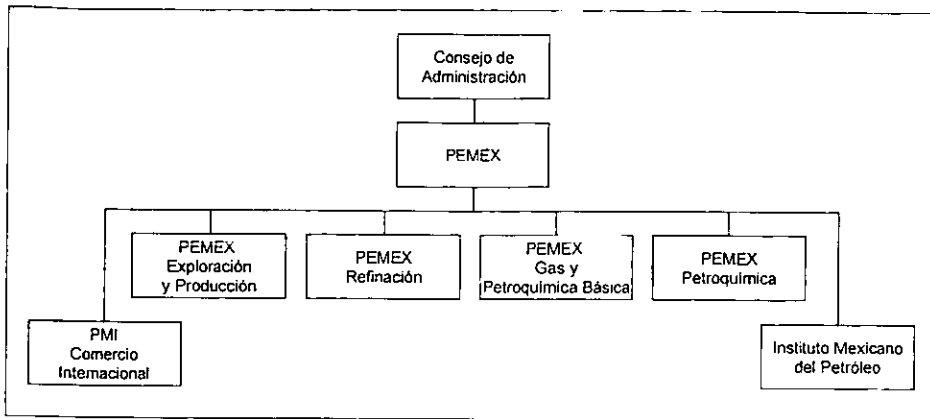 Consejo de
Administración
PEMEX
PEMEX
Exploración
y Producción
PEMEX
Refinación
PEMEX
Gas y
Petroquímica Básica
PEMEX
Petroquímica
PMI
Comercio
Internacional
Instituto Mexicano
del Petróleo